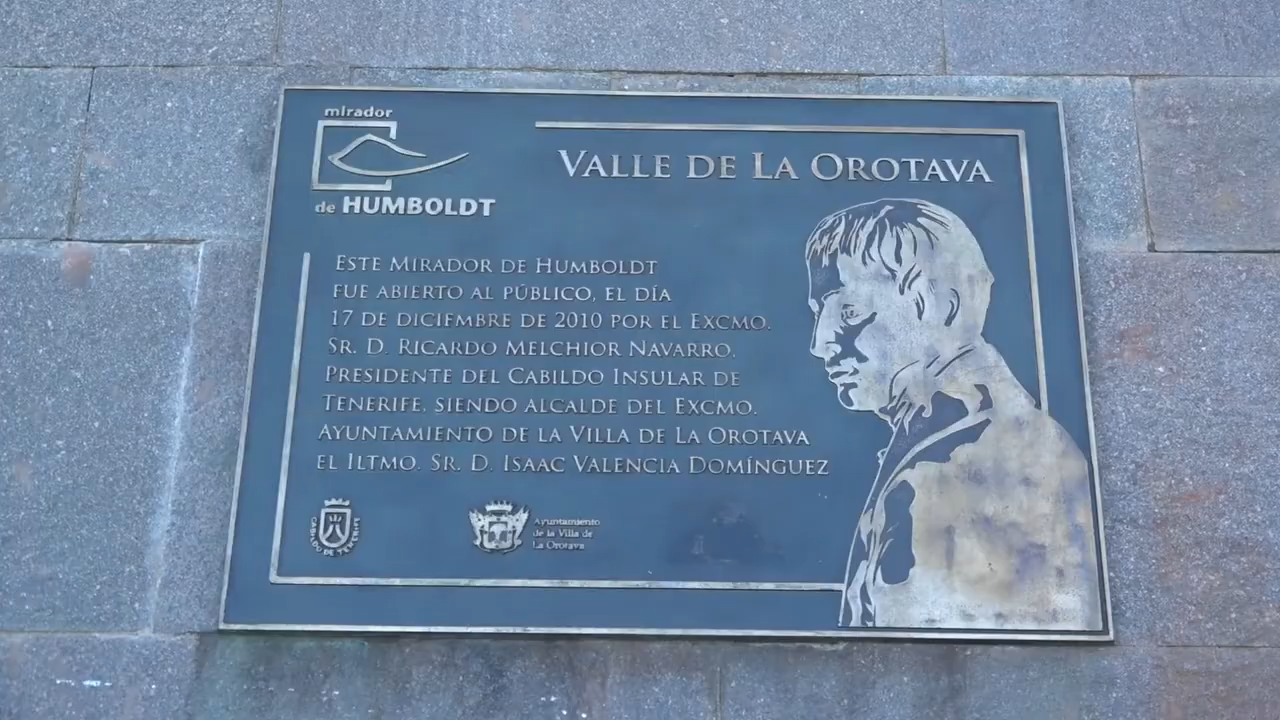 mirador
de HUMBOLDT
VALLE DE LA OROTAVA
ESTE MIRADOR DE HUMBOLDT
FUE ABIERTO AL PÚBLICO, EL DÍA
17 DE DICIEMBRE DE 2010 POR EL EXCMO.
SR. D. RICARDO MELCHIOR NAVARRO,
PRESIDENTE DEL CABILDO INSULAR DE
TENERIFE, SIENDO ALCALDE DEL EXCMO.
AYUNTAMIENTO DE LA VILLA DE LA OROTAVA
EL ILTMO. SR. D. ISAAC VALENCIA DOMÍNGUEZ
CABILDO DE TENERIFE
Ayuntamiento
de la Villa de
La Orotava